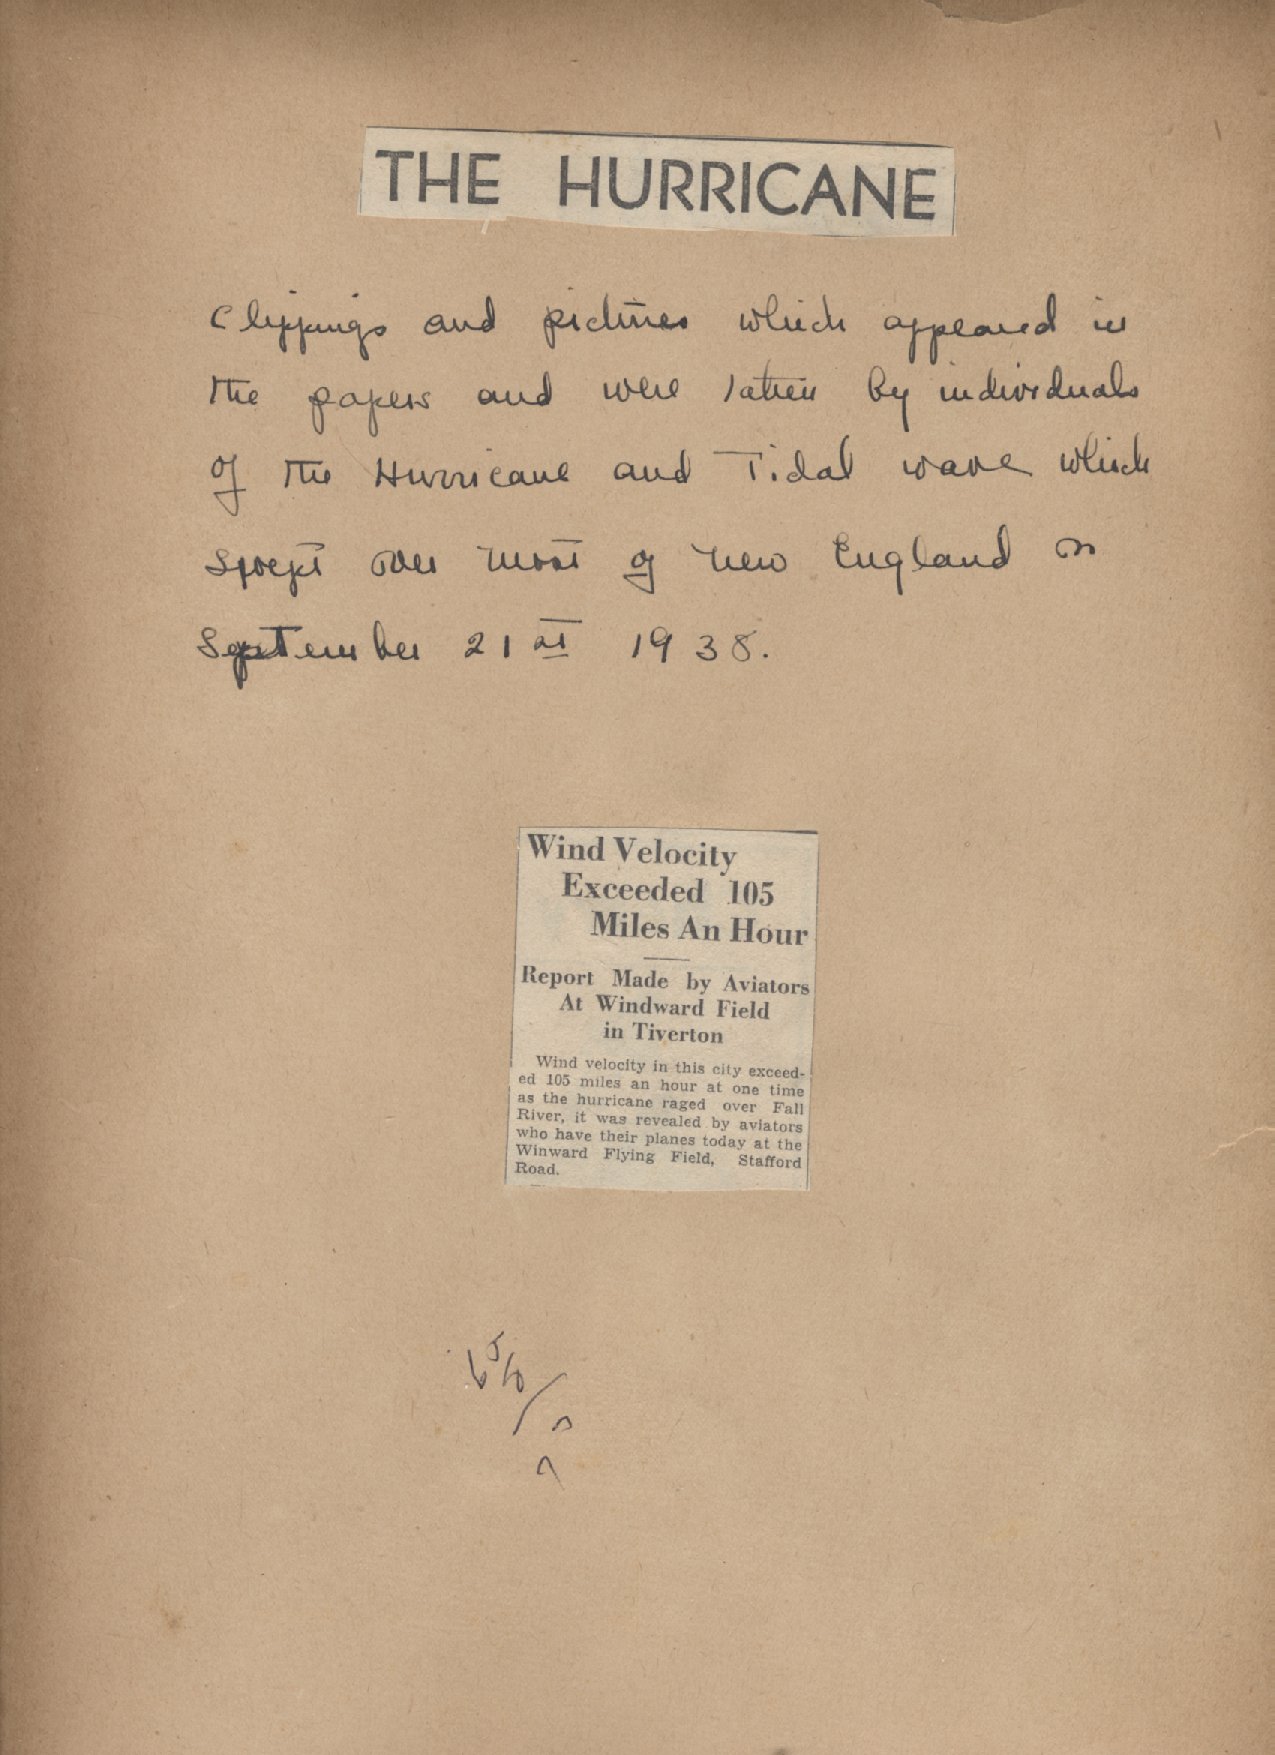 THE HURRICANE
Clippings and pictures which appeared in
the papers and were taken by individuals
of the Hurricane and Tidal wave which
swept over most of New England on
September 21st 1938.
Wind Velocity
Exceeded 105
Miles An Hour
Report Made by Aviators
At Windward Field
in Tiverton
Wind velocity in this city exceed-
ed 105 miles an hour at one time
as the hurricane raged over Fall
River, it was revealed by aviators
who have their planes today at the
Winward Flying Field, Stafford
Road.